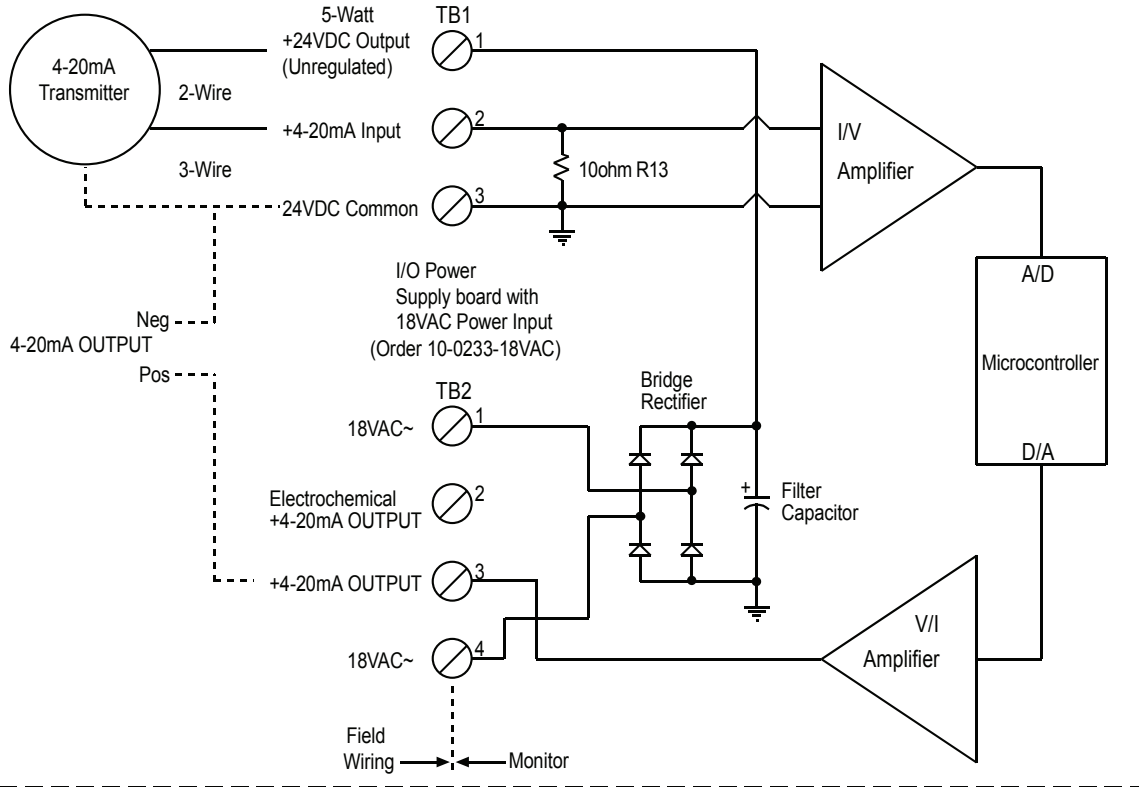 5-Watt
TB1
+24VDC Output
1
(Unregulated)
4-20mA
Transmitter
2-Wire
+4-20mA Input
2
I/V
Amplifier
3-Wire
10ohm R13
24VDC Common
3
I/O Power
Supply board with
18VAC Power Input
(Order 10-0233-18VAC)
A/D
Microcontroller
D/A
Neg
4-20mA OUTPUT
Pos
Bridge
Rectifier
TB2
18VAC~
1
Electrochemical
+4-20mA OUTPUT
2
+
Filter
Capacitor
+4-20mA OUTPUT
3
V/I
Amplifier
18VAC~
4
Field
Wiring
Monitor